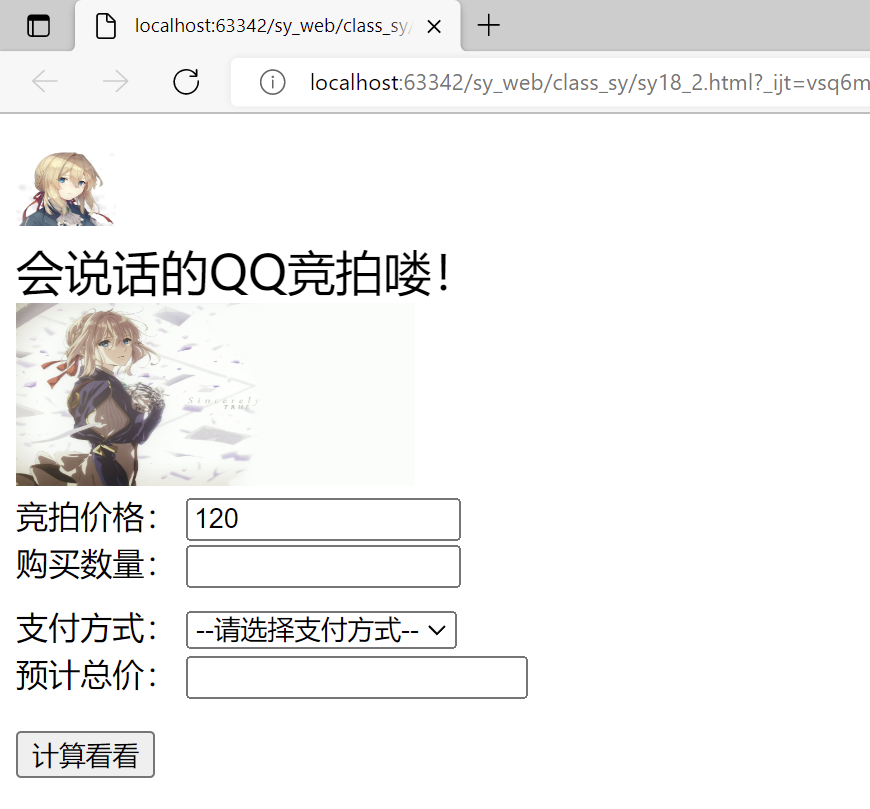 localhost:63342/sy_web/class_sy/
localhost:63342/sy_web/class_sy/sy18_2.html?_ijt=vsq6m
会说话的QQ竞拍喽！
Sincerely
TRUE
竞拍价格： 120
购买数量：
支付方式： --请选择支付方式--
预计总价：
计算看看